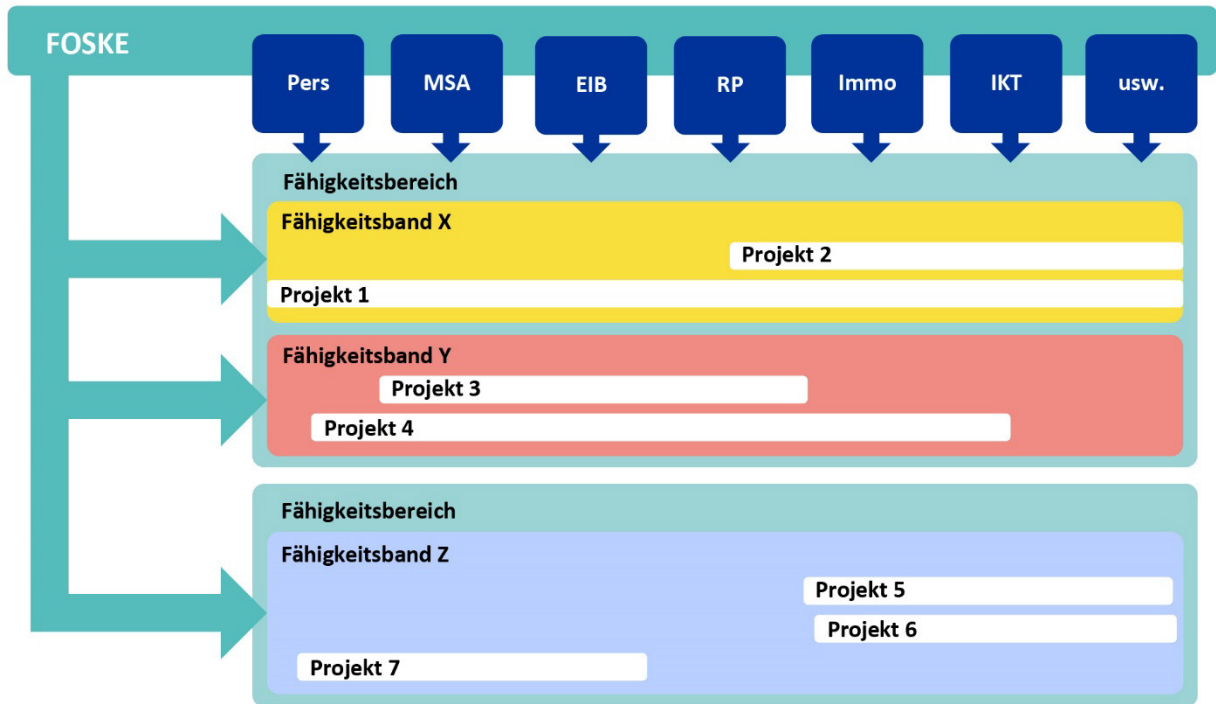 FOSKE
Pers
MSA
EIB
RP
Immo
IKT
usw.
Fähigkeitsbereich
Fähigkeitsband X
Projekt 2
Projekt 1
Fähigkeitsband Y
Projekt 3
Projekt 4
Fähigkeitsbereich
Fähigkeitsband Z
Projekt 5
Projekt 6
Projekt 7